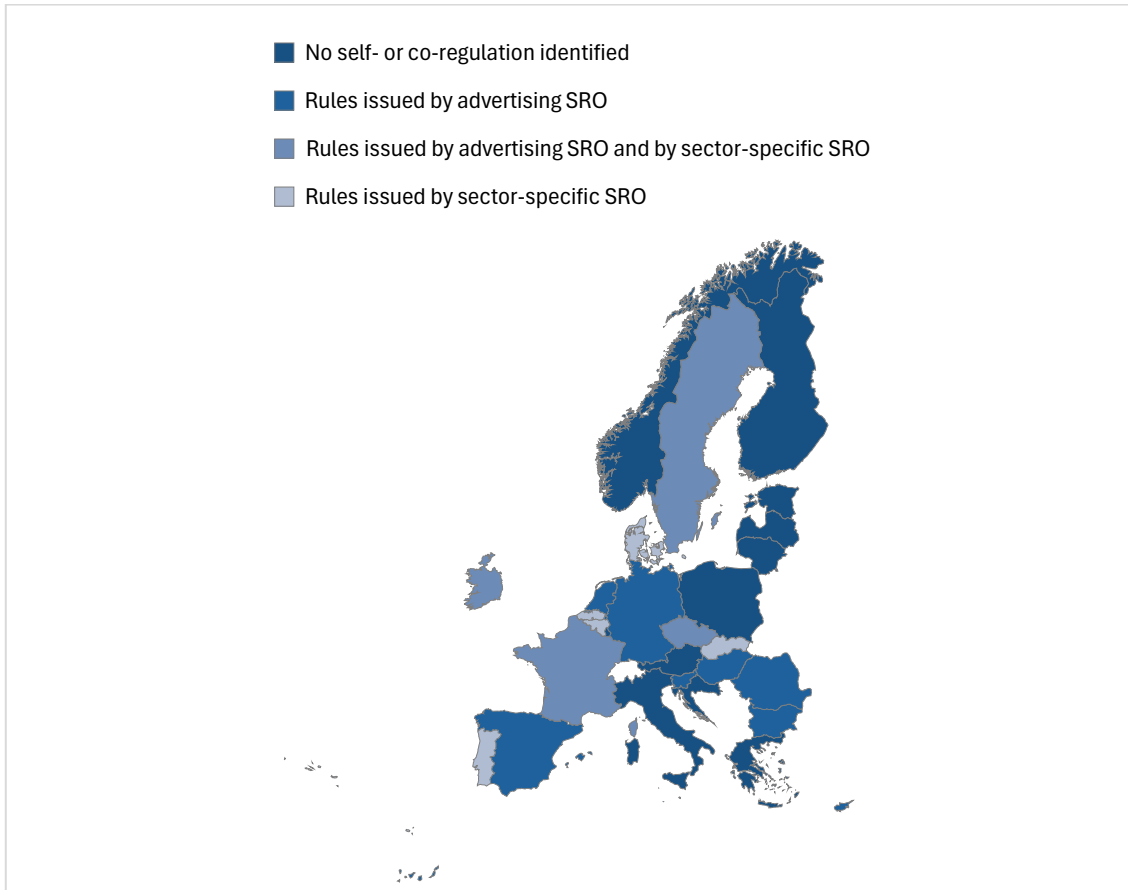 No self- or co-regulation identified
Rules issued by advertising SRO
Rules issued by advertising SRO and by sector-specific SRO
Rules issued by sector-specific SRO